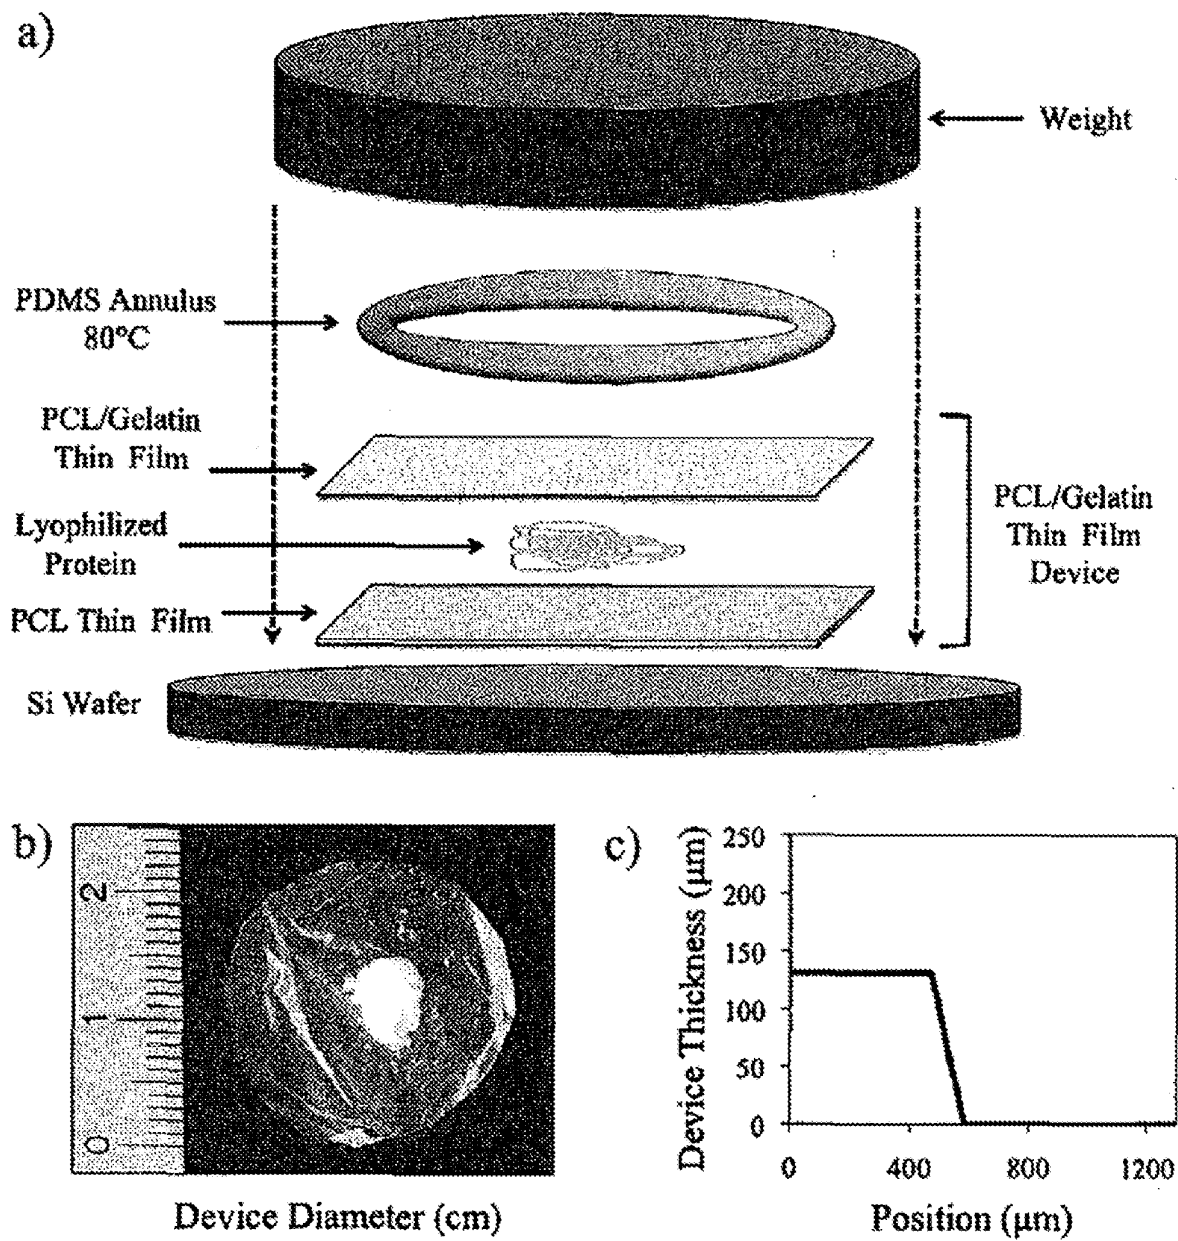 a)
Weight
PDMS Annulus
80°C
PCL/Gelatin
Thin Film
Lyophilized
Protein
PCL Thin Film
PCL/Gelatin
Thin Film
Device
Si Wafer
b)
2
1
0
Device Diameter (cm)
c)
Device Thickness (μm)
250
200
150
100
50
0
0
400
800
1200
Position (μm)